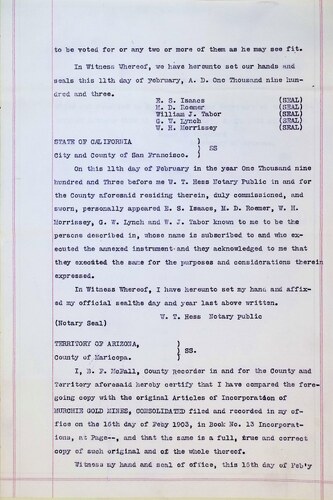 to be voted for or any two or more of them as he may see fit.
In Witness Whereof, we have hereunto set our hands and
seals this 11th day of February, A. D. One Thousand nine hun-
dred and three.
E. S. Isaacs (SEAL)
M. D. Roemer (SEAL)
William J. Tabor (SEAL)
G. W. Lynch (SEAL)
W. H. Morrissey (SEAL)
STATE OF CALIFORNIA )
) SS
City and County of San Francisco. )
On this 11th day of February in the year One Thousand nine
hundred and Three before me W. T. Hess Notary Public in and for
the County aforesaid residing therein, duly commissioned, and
sworn, personally appeared E. S. Isaacs, M. D. Roemer, W. H.
Morrissey, G. W. Lynch and W. J. Tabor known to me to be the
persons described in, whose name is subscribed to and who ex-
ecuted the annexed instrument and they acknowledged to me that
they executed the same for the purposes and considerations therein
expressed.
In Witness Whereof, I have hereunto set my hand and affix-
ed my official sealthe day and year last above written.
W. T. Hess Notary Public
(Notary Seal)
TERRITORY OF ARIZONA, )
) SS.
County of Maricopa. )
I, B. F. McFall, County Recorder in and for the County and
Territory aforesaid hereby certify that I have compared the fore-
going copy with the original Articles of Incorporation of
MURCHIE GOLD MINES, CONSOLIDATED filed and recorded in my of-
fice on the 15th day of Feby 1903, in Book No. 13 Incorpora-
tions, at Page--, and that the same is a full, true and correct
copy of such original and of the whole thereof.
Witness my hand and seal of office, this 15th day of Feb'y